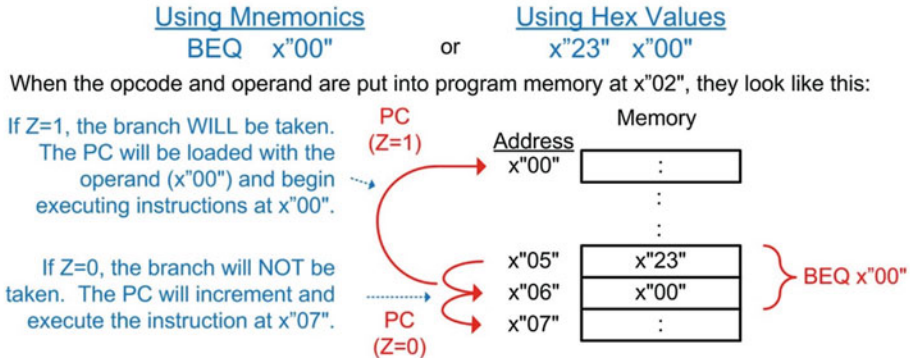 Using Mnemonics
BEQ x"00"
or
Using Hex Values
x"23" x"00"
When the opcode and operand are put into program memory at x"02", they look like this:
If Z=1, the branch WILL be taken.
The PC will be loaded with the
operand (x"00") and begin
executing instructions at x"00".
PC
(Z=1)
Memory
Address
x"00"
:
:
:
If Z=0, the branch will NOT be
taken. The PC will increment and
execute the instruction at x"07".
PC
(Z=0)
x"05" x"23"
x"06" x"00"
x"07" :
BEQ x"00"